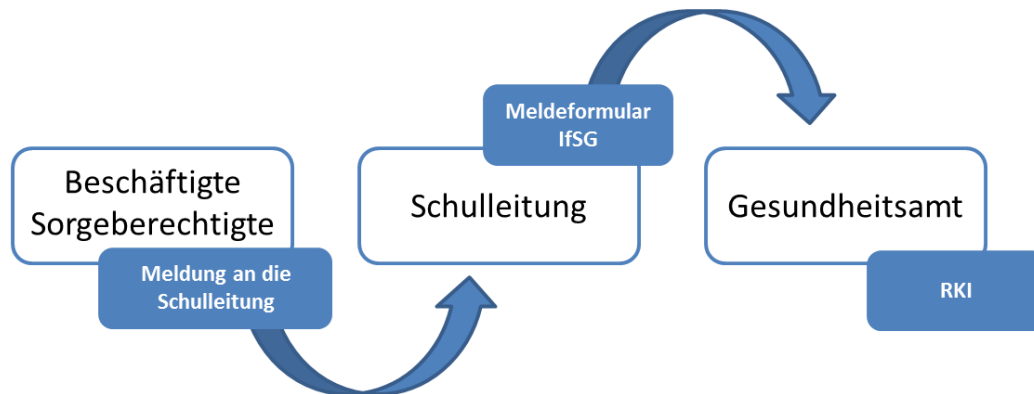 Beschäftigte
Sorgeberechtigte
Meldung an die
Schulleitung
Schulleitung
Meldeformular
IfSG
Gesundheitsamt
RKI